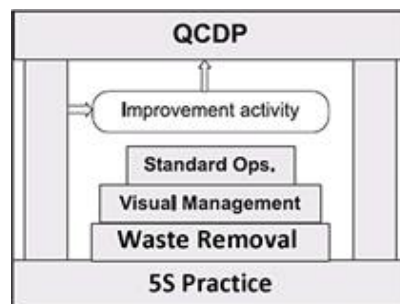 QCDP
Improvement activity
Standard Ops.
Visual Management
Waste Removal
5S Practice